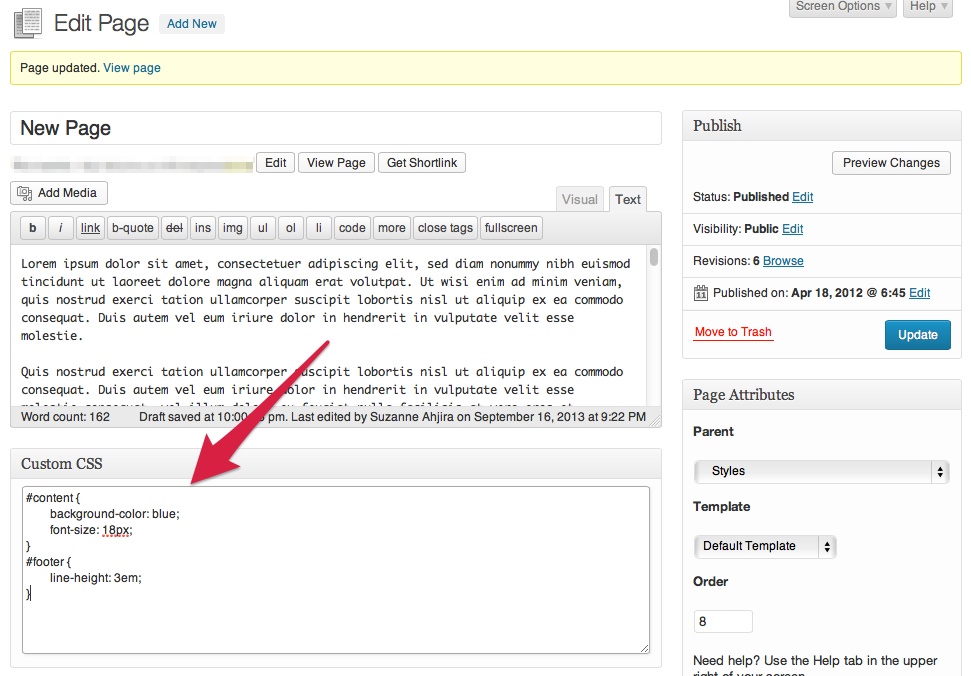 Screen Options Help
Edit Page Add New
Page updated. View page
New Page
Edit View Page Get Shortlink
Add Media
Visual Text
b i link b-quote del ins img ul ol li code more close tags fullscreen
Lorem ipsum dolor sit amet, consectetuer adipiscing elit, sed diam nonummy nibh euismod
tincidunt ut laoreet dolore magna aliquam erat volutpat. Ut wisi enim ad minim veniam,
quis nostrud exerci tation ullamcorper suscipit lobortis nisl ut aliquip ex ea commodo
consequat. Duis autem vel eum iriure dolor in hendrerit in vulputate velit esse
molestie.
Quis nostrud exerci tation ullamcorper suscipit lobortis nisl ut aliquip ex ea commodo
consequat. Duis autem vel eum iriure dolor in hendrerit in vulputate velit esse
Word count: 162 Draft saved at pm. Last edited by Suzanne Ahjira on September 16, 2013 at 9:22 PM
Custom CSS
#content {
background-color: blue;
font-size: 18px;
}
#footer {
line-height: 3em;
}
Publish
Preview Changes
Status: Published Edit
Visibility: Public Edit
Revisions: 6 Browse
11 Published on: Apr 18, 2012 @ 6:45 Edit
Move to Trash Update
Page Attributes
Parent
Styles
Template
Default Template
Order
8
Need help? Use the Help tab in the upper
right of your screen.